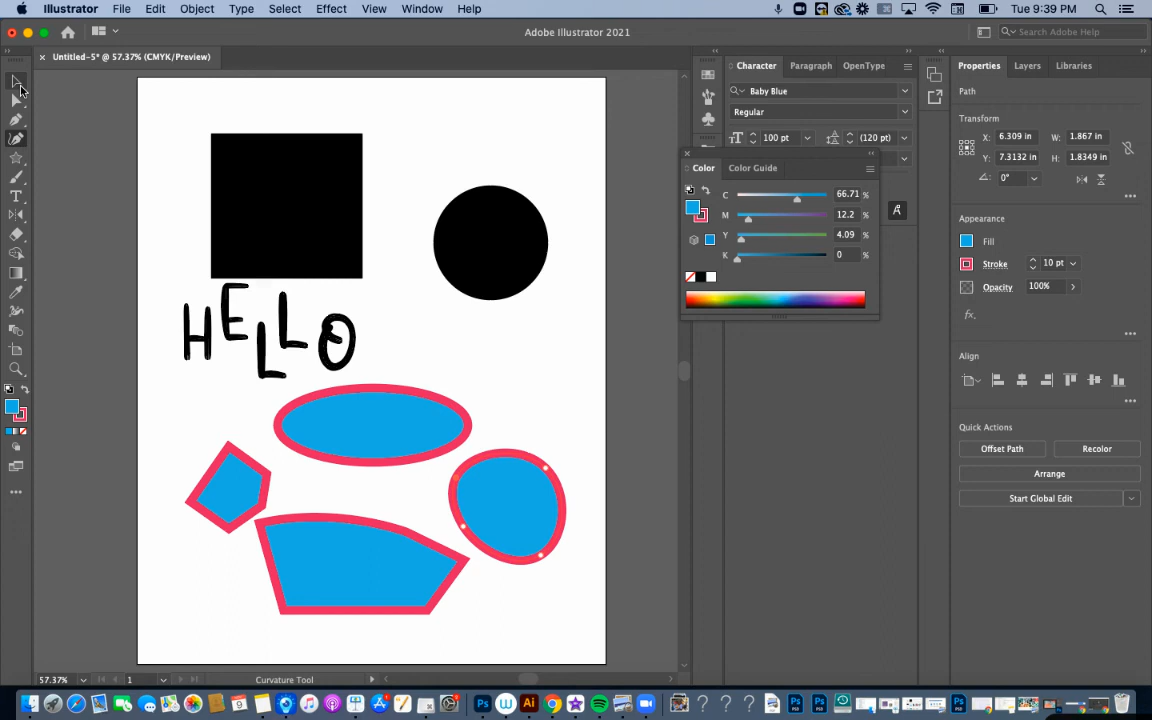 Illustrator File Edit Object Type Select Effect View Window Help
Tue 9:39 PM
Adobe Illustrator 2021
Search Adobe Help
× Untitled-5* @ 57.37% (CMYK/Preview)
Character Paragraph OpenType
Baby Blue
Regular
100 pt (120 pt)
Color Color Guide
C 66.71 %
M 12.2 %
Y 4.09 %
K 0 %
Properties Layers Libraries
Path
Transform
X: 6.309 in W: 1.867 in
Y: 7.3132 in H: 1.8349 in
0°
Appearance
Fill
Stroke 10 pt
Opacity 100%
fx.
Align
Quick Actions
Offset Path Recolor
Arrange
Start Global Edit
HELLO
57.37% 1 Curvature Tool